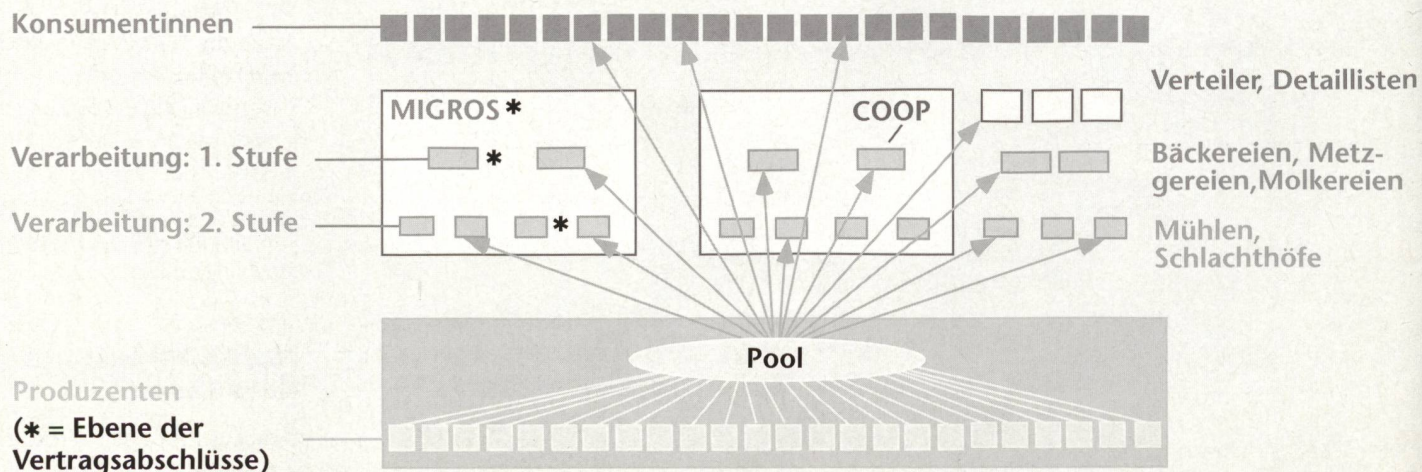 Konsumentinnen
Verteiler, Detaillisten
MIGROS *
COOP
Verarbeitung: 1. Stufe
*
Bäckereien, Metz-
gereien,Molkereien
Verarbeitung: 2. Stufe
*
Mühlen,
Schlachthöfe
Pool
Produzenten
(* = Ebene der
Vertragsabschlüsse)